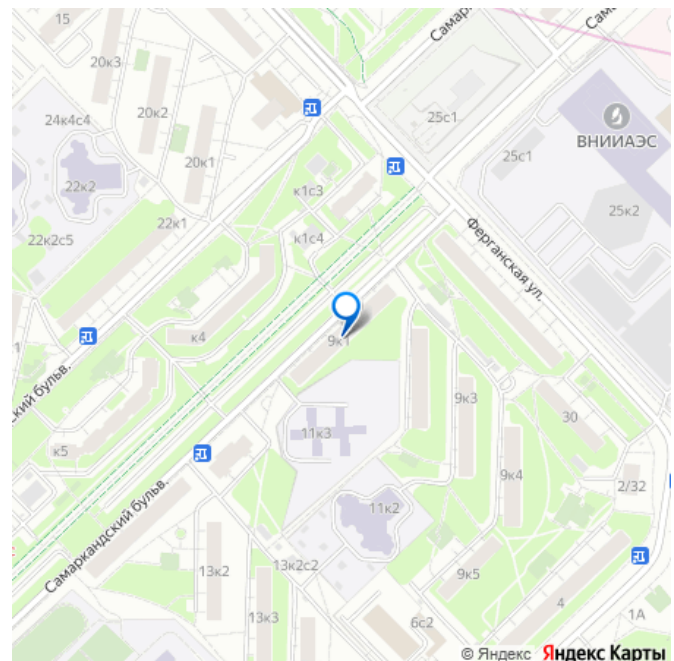 15
Самар
Сам
20к3
24к4с4
20к2
25с1
ВНИИАЭС
20к1
25с1
22к2
к1с3
25к2
22к1
22к2с5
к1с4
Ферганская ул.
к4
9к1
1
ский бульв.
9к3
30
11к3
к5
9к4
2/32
Самаркандский бульв.
11к2
13к2
13к2с2
9к5
4
13к3
6с2
1А
© Яндекс Яндекс Карты